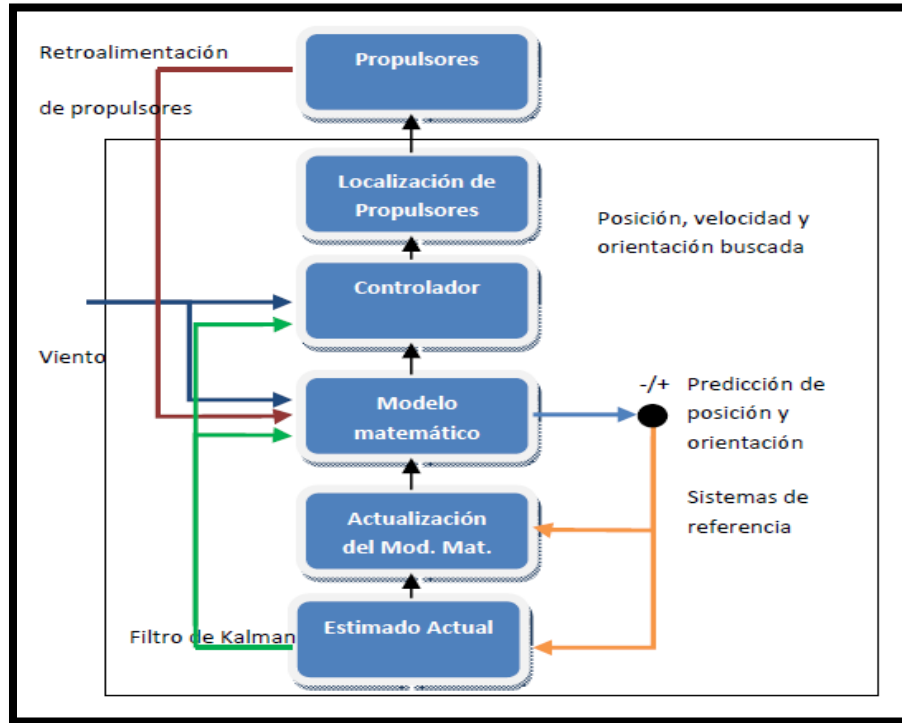 Retroalimentación
de propulsores
Propulsores
Localización de
Propulsores
Posición, velocidad y
orientación buscada
Controlador
Viento
Modelo
matemático
-/+ Predicción de
posición y
orientación
Sistemas de
referencia
Actualización
del Mod. Mat.
Filtro de Kalman
Estimado Actual